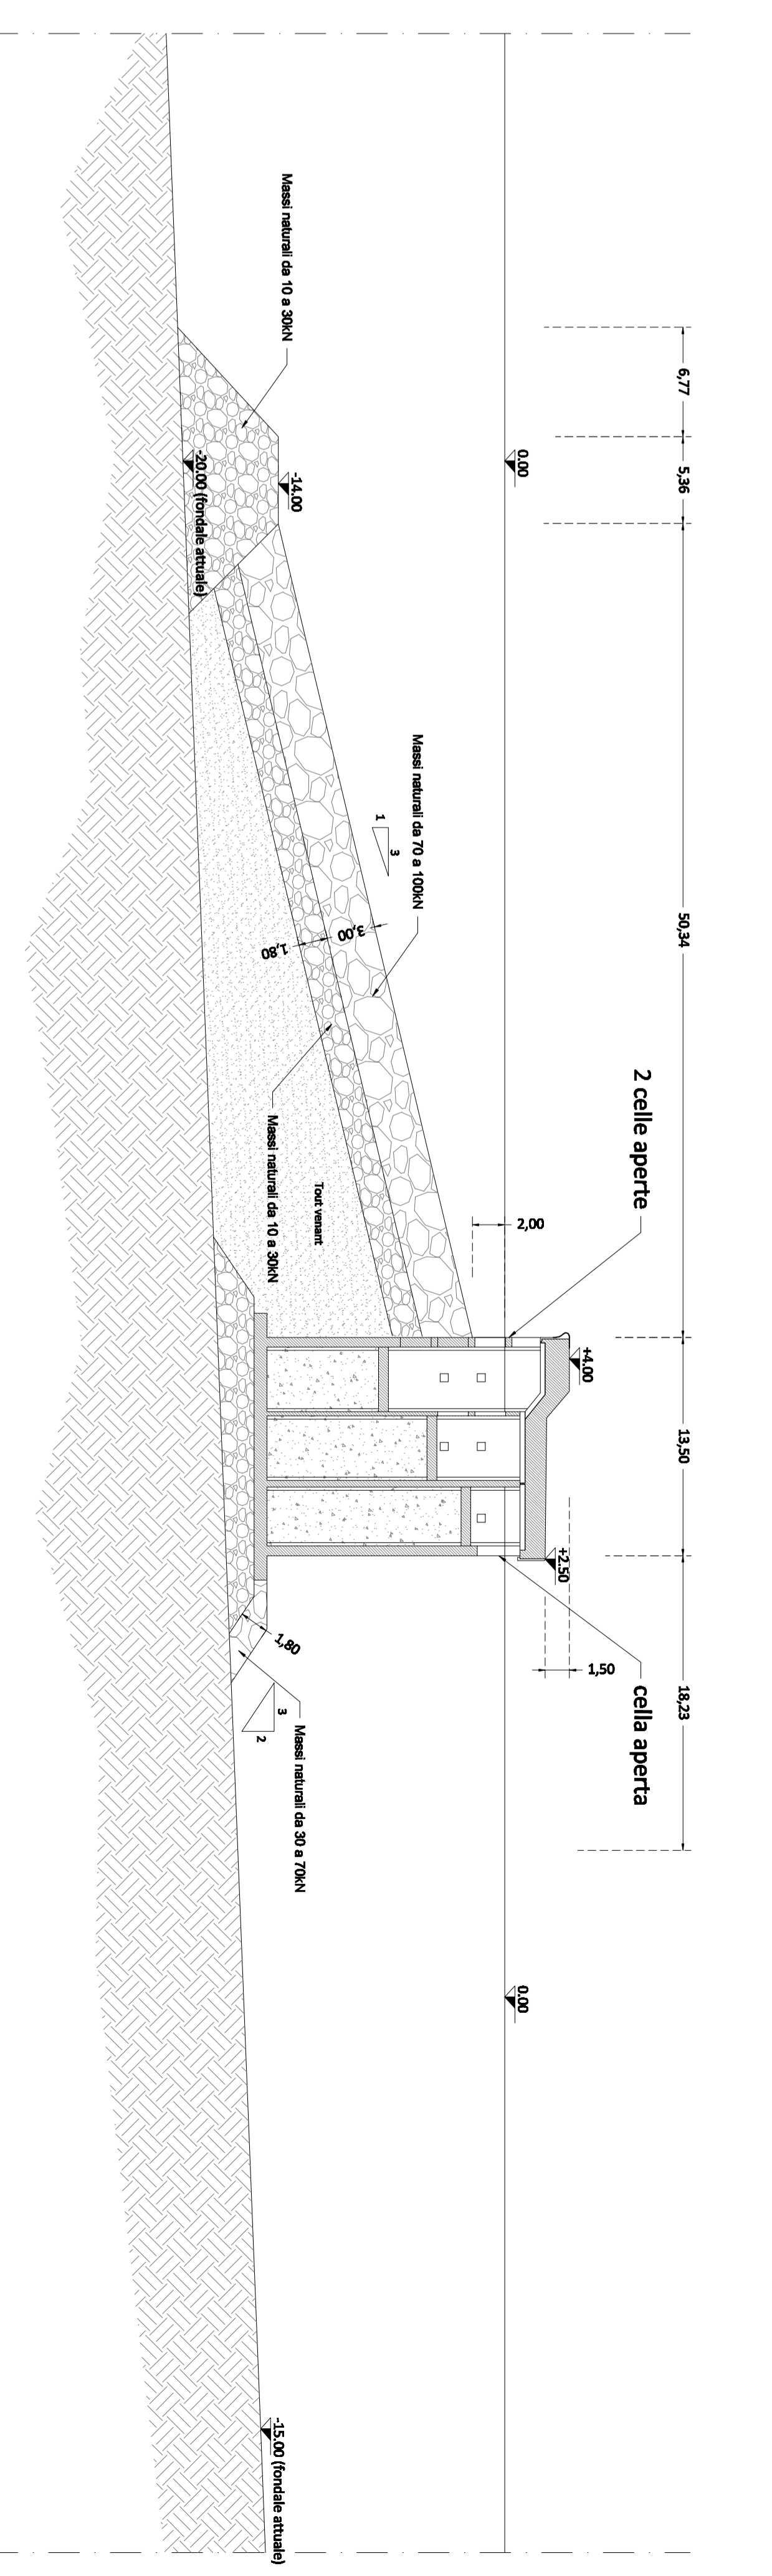 6,77
5,36
50,34
13,50
18,23
2 celle aperte
cella aperta
+4.00
+2.50
1,50
0.00
2,00
0.00
Massi naturali da 10 a 30kN
-14.00
-20.00 (fondale attuale)
Massi naturali da 70 a 100kN
1
3
3,00
1,80
Massi naturali da 10 a 30kN
Tout venant
1,80
3
2
Massi naturali da 30 a 70kN
-15.00 (fondale attuale)